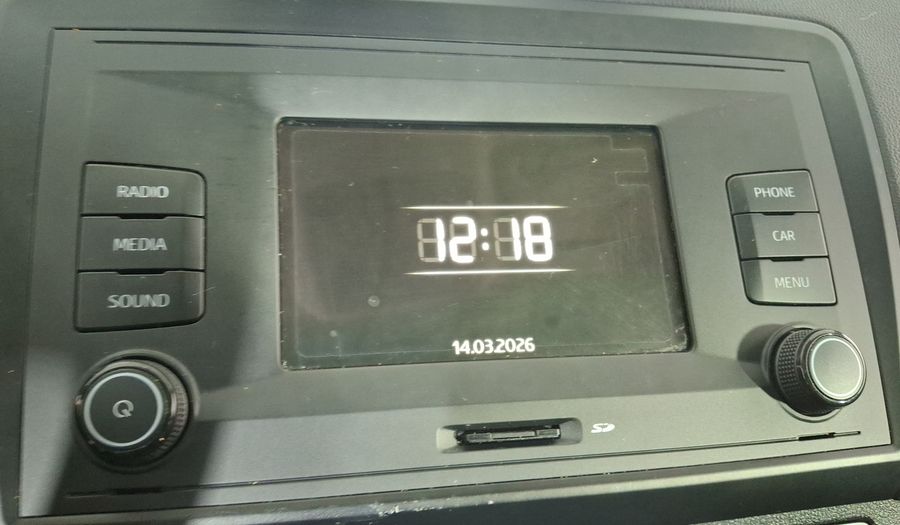 RADIO
MEDIA
SOUND
12:18
14.03.2026
PHONE
CAR
MENU
SD